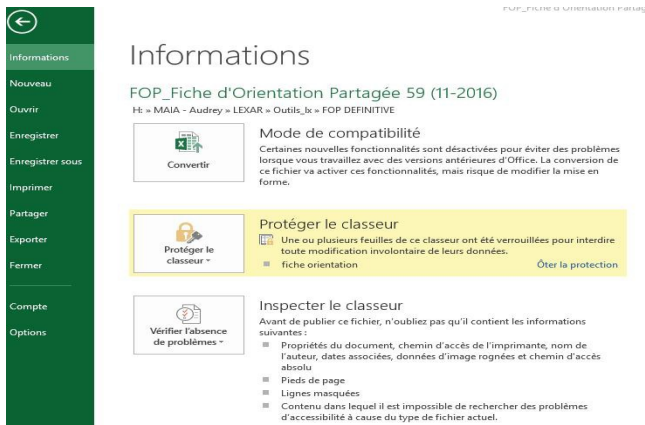 FOP_Fiche d'Orientation Partag
Informations
Nouveau
Ouvrir
Enregistrer
Enregistrer sous
Imprimer
Partager
Exporter
Fermer
Compte
Options
Informations
FOP_Fiche d'Orientation Partagée 59 (11-2016)
H: » MAIA - Audrey » LEXAR » Outils_lx » FOP DEFINITIVE
Convertir
Mode de compatibilité
Certaines nouvelles fonctionnalités sont désactivées pour éviter des problèmes
lorsque vous travaillez avec des versions antérieures d'Office. La conversion de
ce fichier va activer ces fonctionnalités, mais risque de modifier la mise en
forme.
Protéger le
classeur
Protéger le classeur
Une ou plusieurs feuilles de ce classeur ont été verrouillées pour interdire
toute modification involontaire de leurs données.
fiche orientation Ôter la protection
Vérifier l'absence
de problèmes
Inspecter le classeur
Avant de publier ce fichier, n'oubliez pas qu'il contient les informations
suivantes :
Propriétés du document, chemin d'accès de l'imprimante, nom de
l'auteur, dates associées, données d'image rognées et chemin d'accès
absolu
Pieds de page
Lignes masquées
Contenu dans lequel il est impossible de rechercher des problèmes
d'accessibilité à cause du type de fichier actuel.